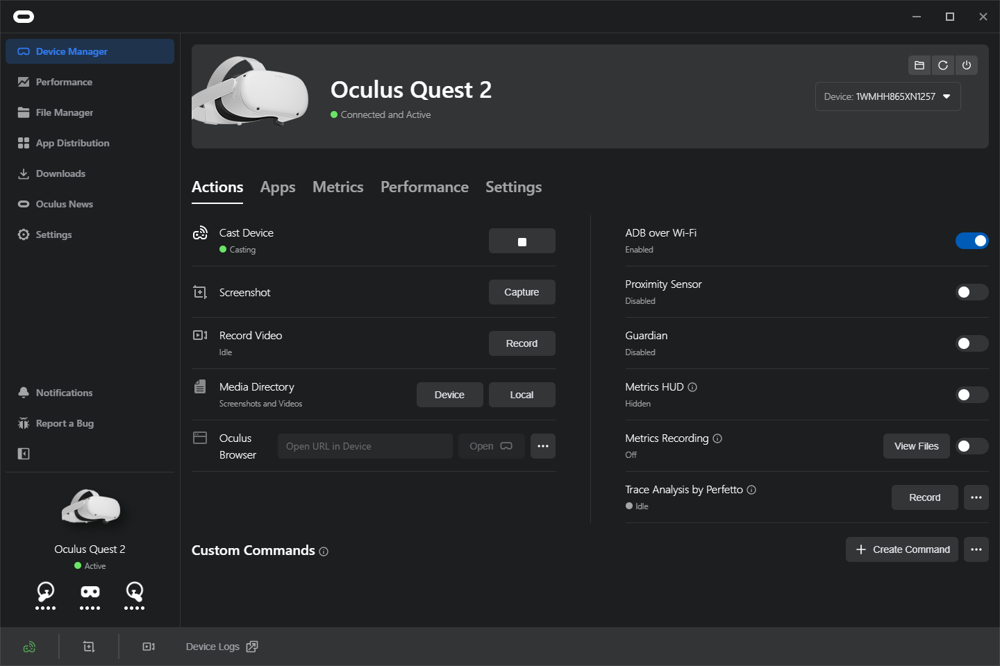 Device Manager
Performance
File Manager
App Distribution
Downloads
Oculus News
Settings
Notifications
Report a Bug
Oculus Quest 2
Active
Oculus Quest 2
Connected and Active
Device: 1WMHH865XN1257
Actions Apps Metrics Performance Settings
Cast Device
Casting
Screenshot
Capture
Record Video
Idle
Record
Media Directory
Screenshots and Videos
Device
Local
Oculus
Browser
Open URL in Device
Open
ADB over Wi-Fi
Enabled
Proximity Sensor
Disabled
Guardian
Disabled
Metrics HUD
Hidden
Metrics Recording
Off
View Files
Trace Analysis by Perfetto
Idle
Record
Custom Commands
Create Command
Device Logs